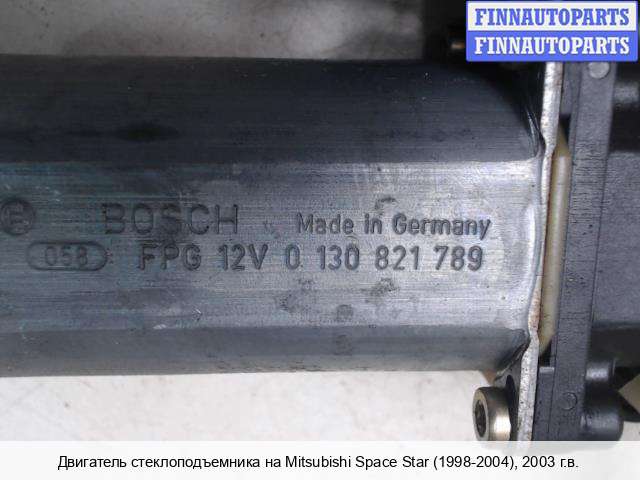 FINNAUTOPARTS
FINNAUTOPARTS
BOSCH Made in Germany
058 FPG 12V 0 130 821 789
Двигатель стеклоподъемника на Mitsubishi Space Star (1998-2004), 2003 г.в.